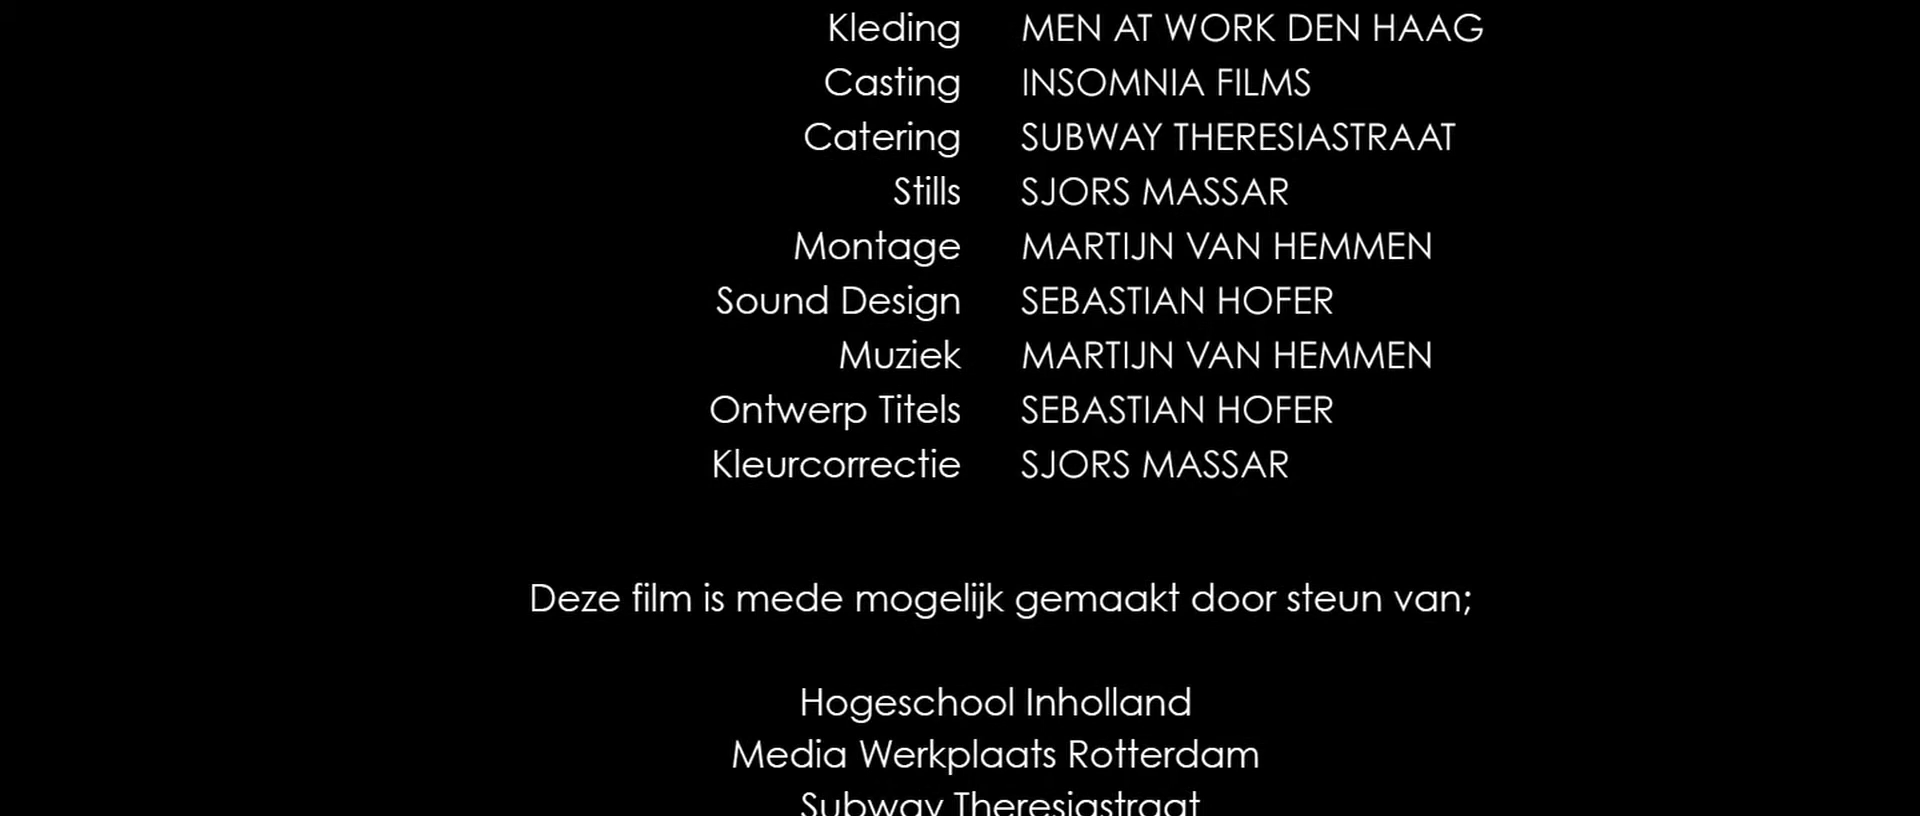 Kleding MEN AT WORK DEN HAAG
Casting INSOMNIA FILMS
Catering SUBWAY THERESIASTRAAT
Stills SJORS MASSAR
Montage MARTIJN VAN HEMMEN
Sound Design SEBASTIAN HOFER
Muziek MARTIJN VAN HEMMEN
Ontwerp Titels SEBASTIAN HOFER
Kleurcorrectie SJORS MASSAR
Deze film is mede mogelijk gemaakt door steun van;
Hogeschool Inholland
Media Werkplaats Rotterdam
Subway Theresiastraat